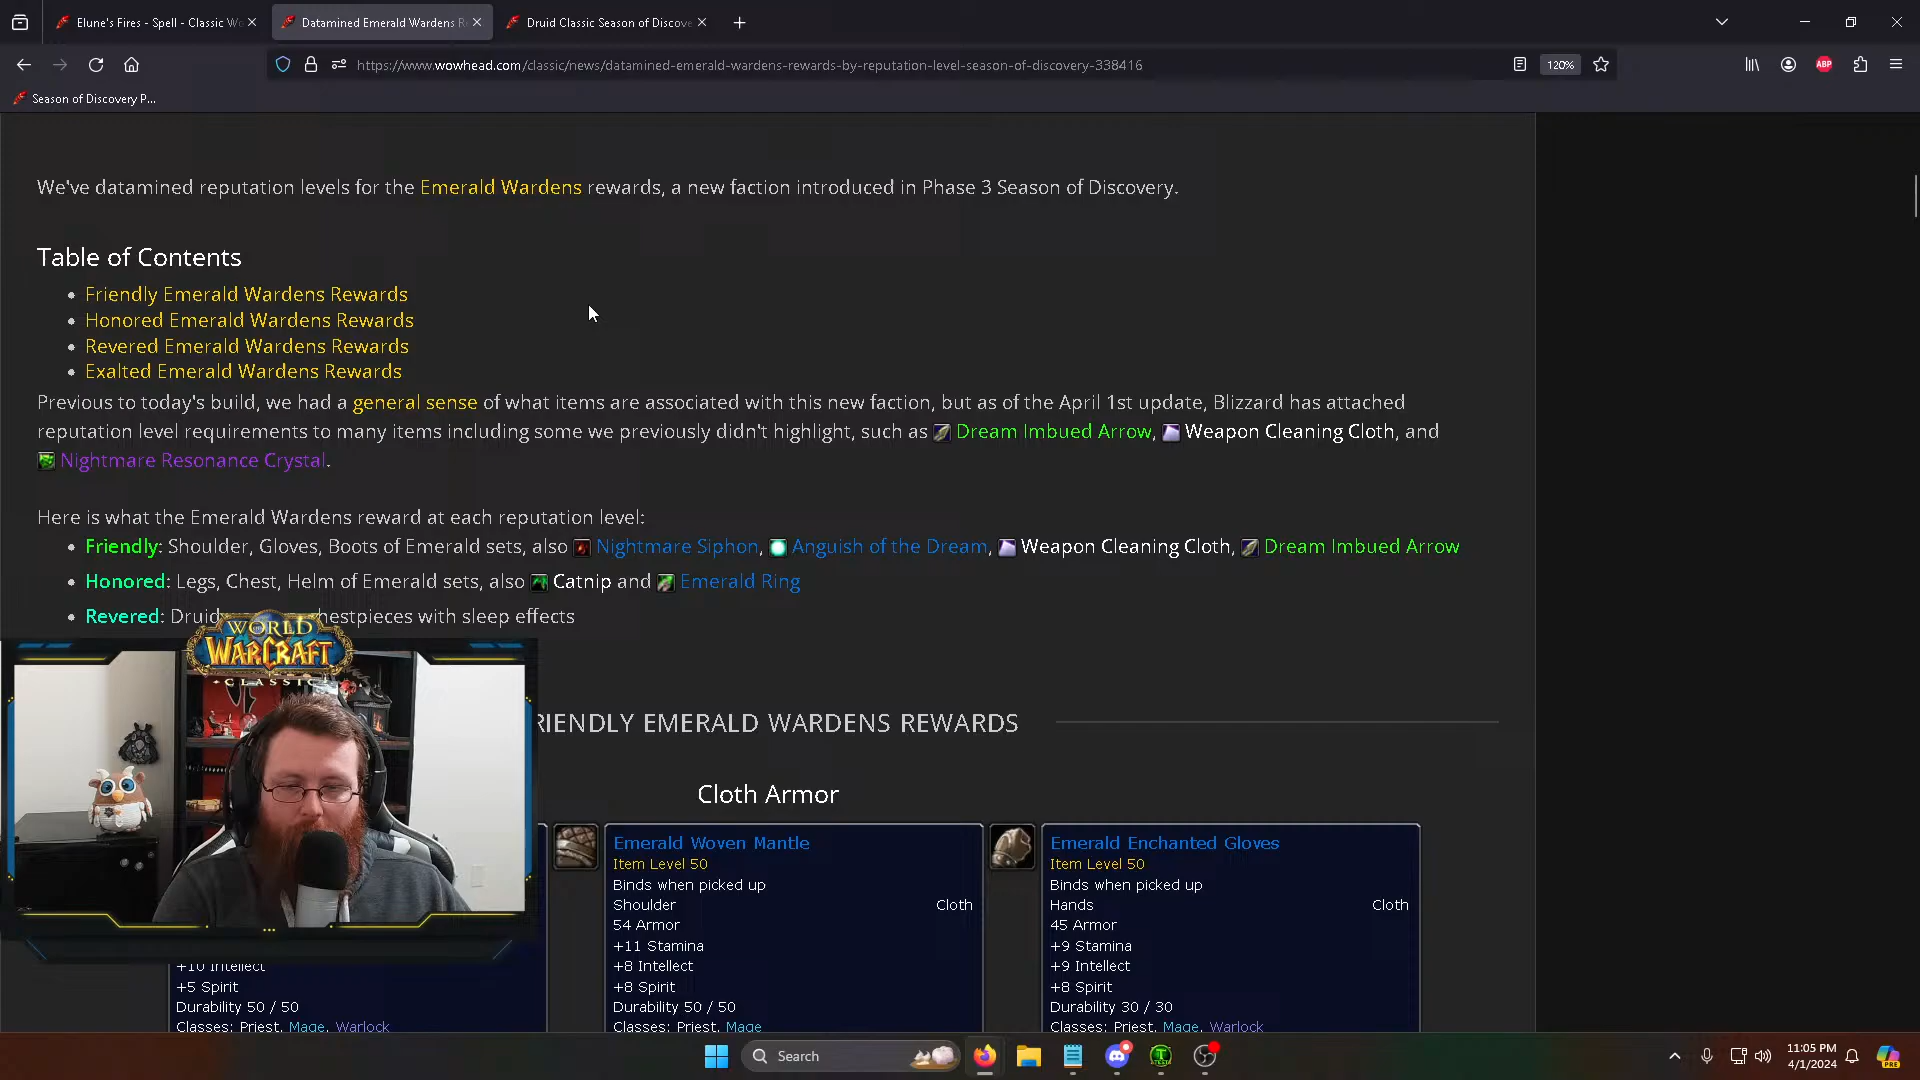 Elune's Fires - Spell - Classic Wo
Datamined Emerald Wardens R
Druid Classic Season of Discove
https://www.wowhead.com/classic/news/datamined-emerald-wardens-rewards-by-reputation-level-season-of-discovery-338416
120%
ABP
Season of Discovery P...
We've datamined reputation levels for the Emerald Wardens rewards, a new faction introduced in Phase 3 Season of Discovery.
Table of Contents
Friendly Emerald Wardens Rewards
Honored Emerald Wardens Rewards
Revered Emerald Wardens Rewards
Exalted Emerald Wardens Rewards
Previous to today's build, we had a general sense of what items are associated with this new faction, but as of the April 1st update, Blizzard has attached
reputation level requirements to many items including some we previously didn't highlight, such as Dream Imbued Arrow, Weapon Cleaning Cloth, and
Nightmare Resonance Crystal.
Here is what the Emerald Wardens reward at each reputation level:
Friendly: Shoulder, Gloves, Boots of Emerald sets, also Nightmare Siphon, Anguish of the Dream, Weapon Cleaning Cloth, Dream Imbued Arrow
Honored: Legs, Chest, Helm of Emerald sets, also Catnip and Emerald Ring
Revered: Druid hestpieces with sleep effects
WORLD
WARCRAFT
CLASSIC
RIENDLY EMERALD WARDENS REWARDS
Cloth Armor
+10 Intellect
+5 Spirit
Durability 50 / 50
Classes: Priest, Mage, Warlock
Emerald Woven Mantle
Item Level 50
Binds when picked up
Shoulder Cloth
54 Armor
+11 Stamina
+8 Intellect
+8 Spirit
Durability 50 / 50
Classes: Priest, Mage
Emerald Enchanted Gloves
Item Level 50
Binds when picked up
Hands Cloth
45 Armor
+9 Stamina
+9 Intellect
+8 Spirit
Durability 30 / 30
Classes: Priest, Mage, Warlock
Search
11:05 PM
4/1/2024
PRE